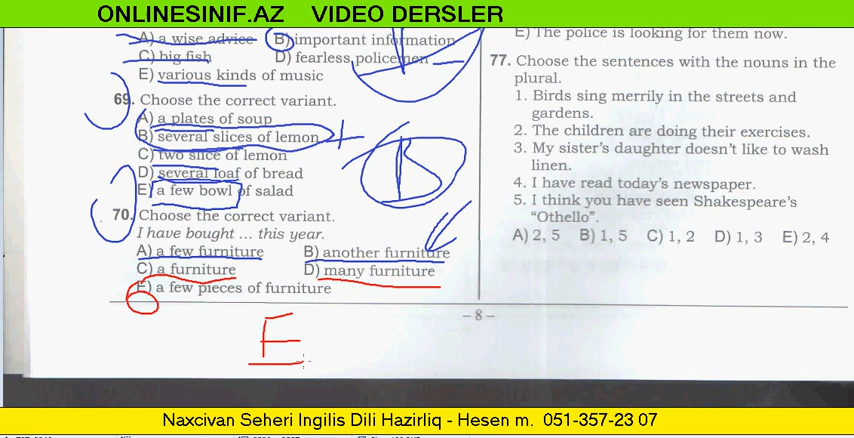 ONLINESINIF.AZ VIDEO DERSLER
A) a wise advice B) important information
C) big fish D) fearless policemen
E) various kinds of music
69. Choose the correct variant.
A) a plates of soup
B) several slices of lemon
C) two slice of lemon
D) several loaf of bread
E) a few bowl of salad
70. Choose the correct variant.
I have bought ... this year.
A) a few furniture B) another furniture
C) a furniture D) many furniture
E) a few pieces of furniture
B
E
E) The police is looking for them now.
77. Choose the sentences with the nouns in the
plural.
1. Birds sing merrily in the streets and
gardens.
2. The children are doing their exercises.
3. My sister's daughter doesn't like to wash
linen.
4. I have read today's newspaper.
5. I think you have seen Shakespeare's
"Othello".
A) 2, 5 B) 1, 5 C) 1, 2 D) 1, 3 E) 2, 4
– 8 –
Naxcivan Seheri Ingilis Dili Hazirliq - Hesen m. 051-357-23 07